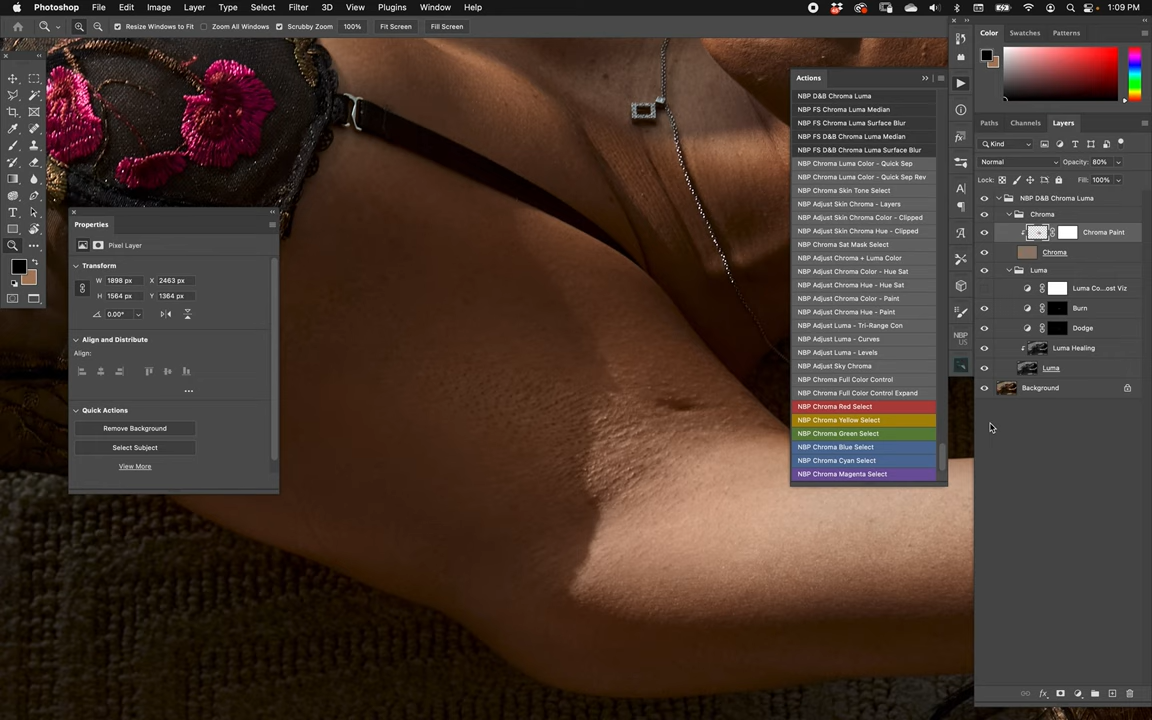 Photoshop File Edit Image Layer Type Select Filter 3D View Plugins Window Help 1:09 PM
Resize Windows to Fit Zoom All Windows Scrubby Zoom 100% Fit Screen Fill Screen
Color Swatches Patterns
Actions
NBP D&B Chroma Luma
NBP FS Chroma Luma Median
NBP FS Chroma Luma Surface Blur
NBP FS D&B Chroma Luma Median
NBP FS D&B Chroma Luma Surface Blur
NBP Chroma Luma Color - Quick Sep
NBP Chroma Luma Color - Quick Sep Rev
NBP Chroma Skin Tone Select
NBP Adjust Skin Chroma - Layers
NBP Adjust Skin Chroma Color - Clipped
NBP Adjust Skin Chroma Hue - Clipped
NBP Chroma Sat Mask Select
NBP Adjust Chroma + Luma Color
NBP Adjust Chroma Color - Hue Sat
NBP Adjust Chroma Hue - Hue Sat
NBP Adjust Chroma Color - Paint
NBP Adjust Chroma Hue - Paint
NBP Adjust Luma - Tri-Range Con
NBP Adjust Luma - Curves
NBP Adjust Luma - Levels
NBP Adjust Sky Chroma
NBP Chroma Full Color Control
NBP Chroma Full Color Control Expand
NBP Chroma Red Select
NBP Chroma Yellow Select
NBP Chroma Green Select
NBP Chroma Blue Select
NBP Chroma Cyan Select
NBP Chroma Magenta Select
Paths Channels Layers
Kind
Normal Opacity: 80%
Lock: Fill: 100%
NBP D&B Chroma Luma
Chroma
Chroma Paint
Chroma
Luma
Luma Co...ost Viz
Burn
Dodge
Luma Healing
Luma
Background
NBP
US
Properties
Pixel Layer
Transform
W 1898 px X 2463 px
H 1564 px Y 1364 px
0.00°
Align and Distribute
Align:
Quick Actions
Remove Background
Select Subject
View More